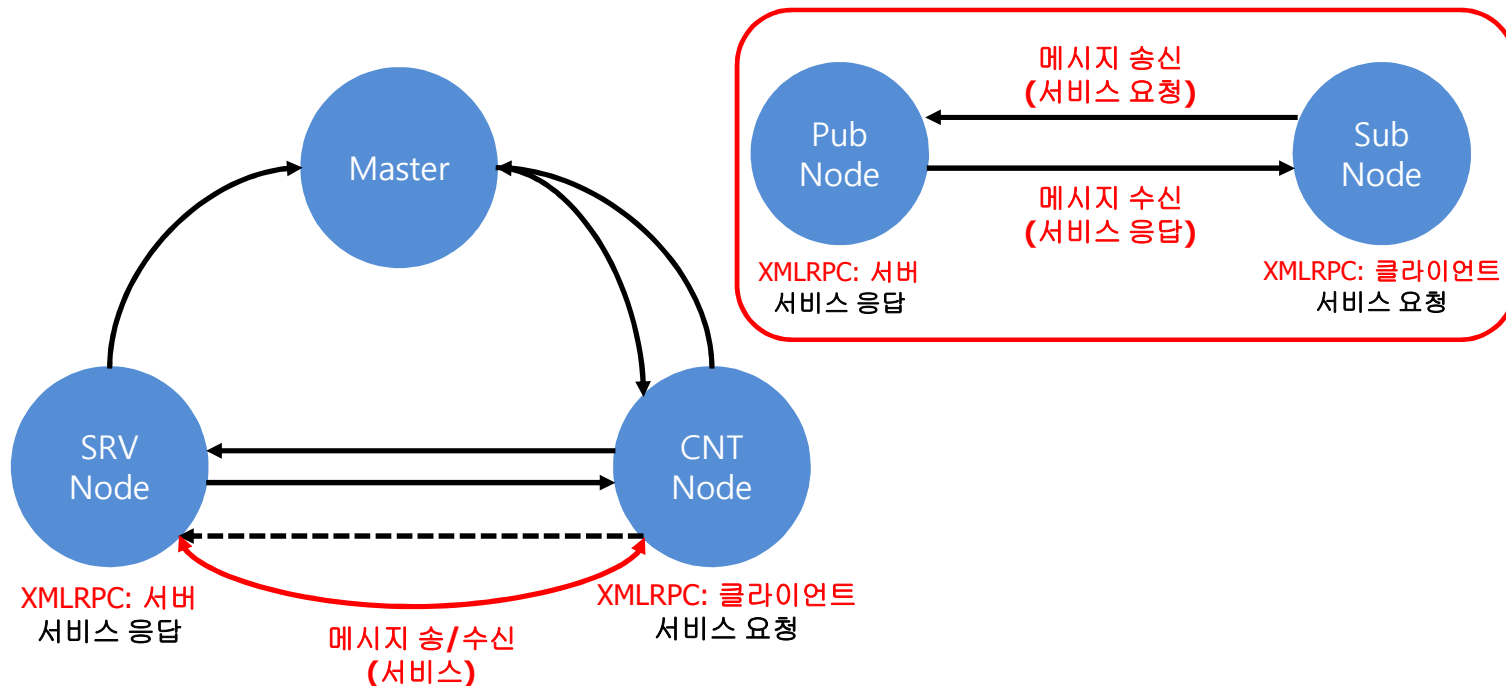 Master
SRV
Node
CNT
Node
XMLRPC: 서버
서비스 응답
XMLRPC: 클라이언트
서비스 요청
메시지 송/수신
(서비스)
메시지 송신
(서비스 요청)
Pub
Node
Sub
Node
메시지 수신
(서비스 응답)
XMLRPC: 서버
서비스 응답
XMLRPC: 클라이언트
서비스 요청